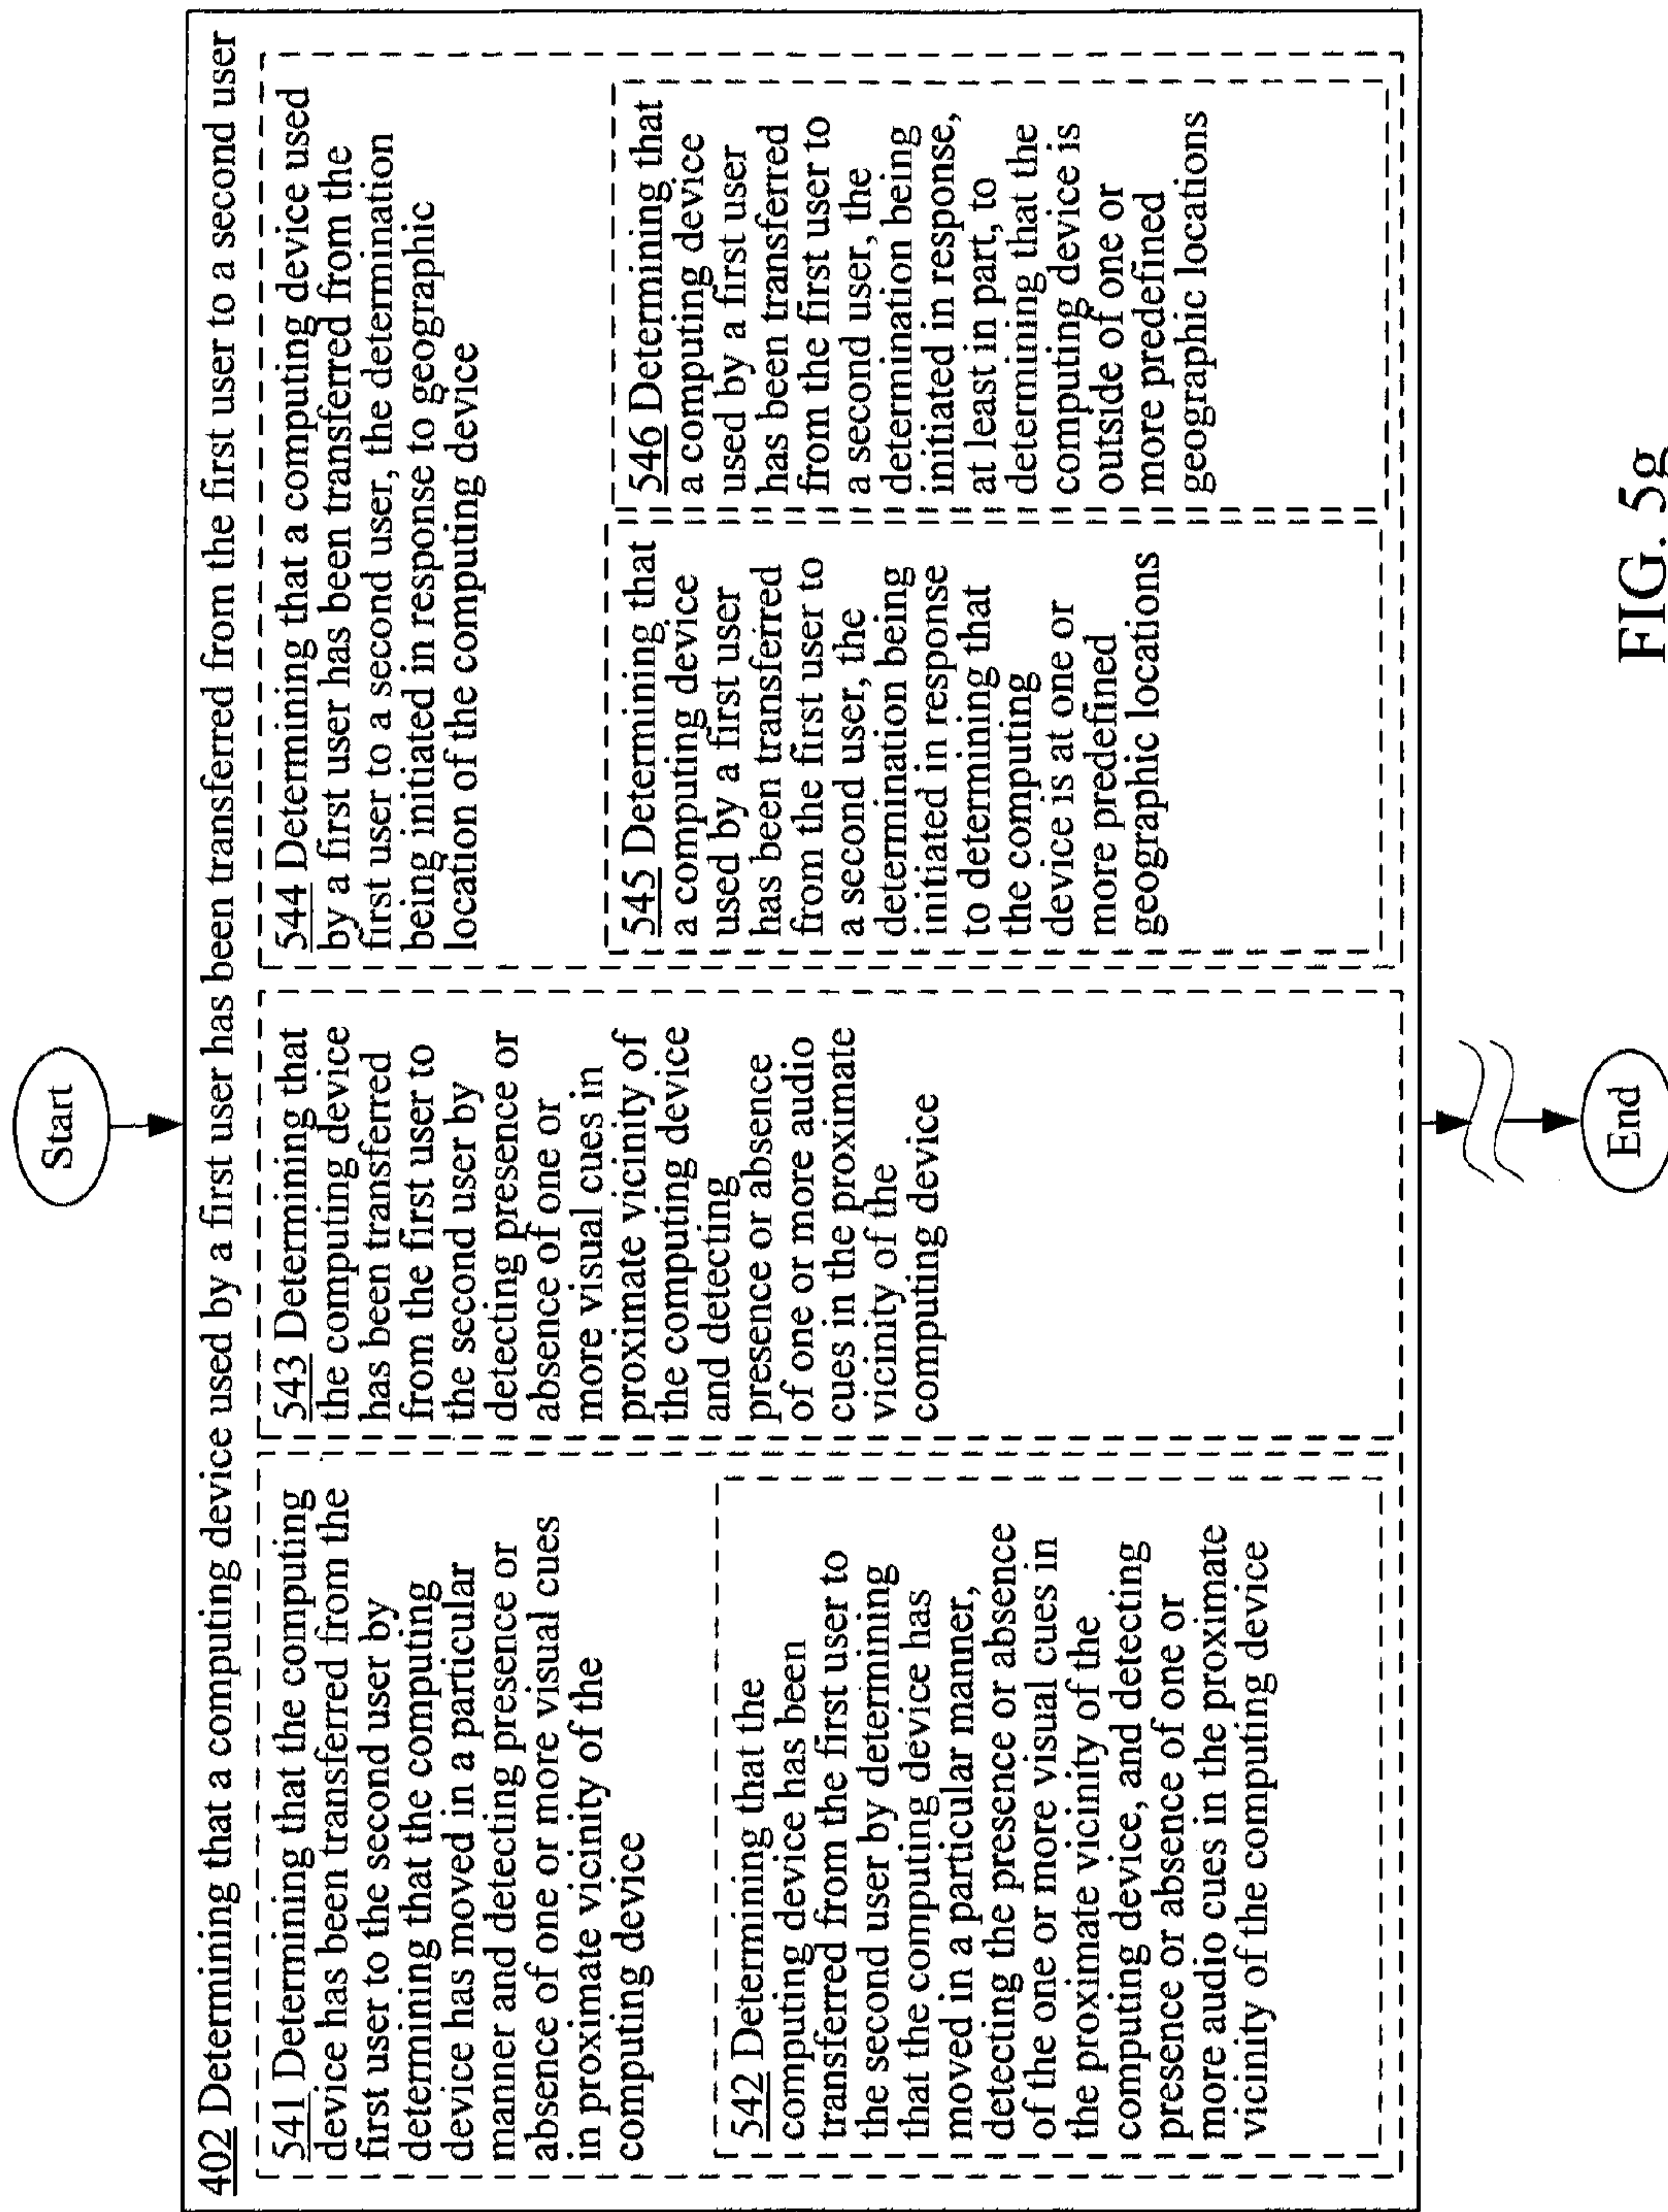 Start
402 Determining that a computing device used by a first user has been transferred from the first user to a second user
541 Determining that the computing
device has been transferred from the
first user to the second user by
determining that the computing
device has moved in a particular
manner and detecting presence or
absence of one or more visual cues
in proximate vicinity of the
computing device
542 Determining that the
computing device has been
transferred from the first user to
the second user by determining
that the computing device has
moved in a particular manner,
detecting the presence or absence
of the one or more visual cues in
the proximate vicinity of the
computing device, and detecting
presence or absence of one or
more audio cues in the proximate
vicinity of the computing device
543 Determining that
the computing device
has been transferred
from the first user to
the second user by
detecting presence or
absence of one or
more visual cues in
proximate vicinity of
the computing device
and detecting
presence or absence
of one or more audio
cues in the proximate
vicinity of the
computing device
544 Determining that a computing device used
by a first user has been transferred from the
first user to a second user, the determination
being initiated in response to geographic
location of the computing device
545 Determining that
a computing device
used by a first user
has been transferred
from the first user to
a second user, the
determination being
initiated in response
to determining that
the computing
device is at one or
more predefined
geographic locations
546 Determining that
a computing device
used by a first user
has been transferred
from the first user to
a second user, the
determination being
initiated in response,
at least in part, to
determining that the
computing device is
outside of one or
more predefined
geographic locations
End
FIG. 5g